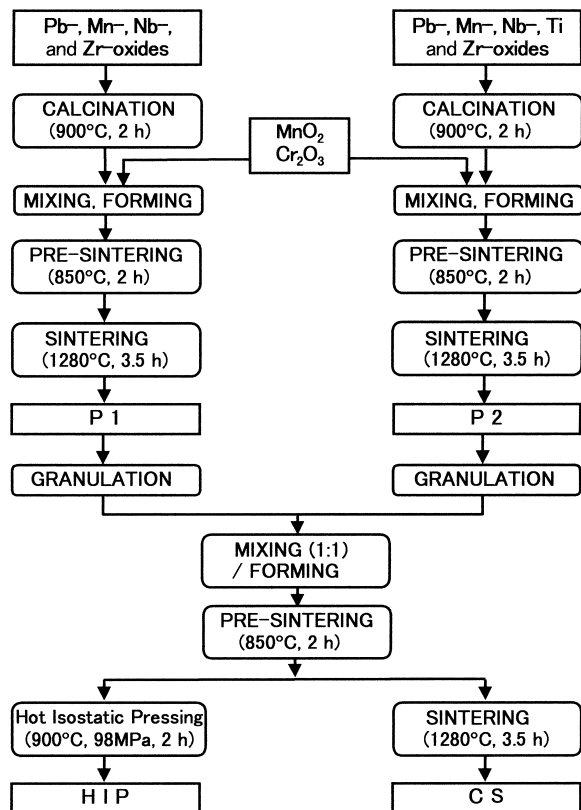 Pb-, Mn-, Nb-,
and Zr-oxides
Pb-, Mn-, Nb-, Ti
and Zr-oxides
CALCINATION
(900°C, 2 h)
MnO₂
Cr₂O₃
CALCINATION
(900°C, 2 h)
MIXING, FORMING
MIXING, FORMING
PRE-SINTERING
(850°C, 2 h)
PRE-SINTERING
(850°C, 2 h)
SINTERING
(1280°C, 3.5 h)
SINTERING
(1280°C, 3.5 h)
P 1
P 2
GRANULATION
GRANULATION
MIXING (1:1)
/ FORMING
PRE-SINTERING
(850°C, 2 h)
Hot Isostatic Pressing
(900°C, 98MPa, 2 h)
SINTERING
(1280°C, 3.5 h)
H I P
C S